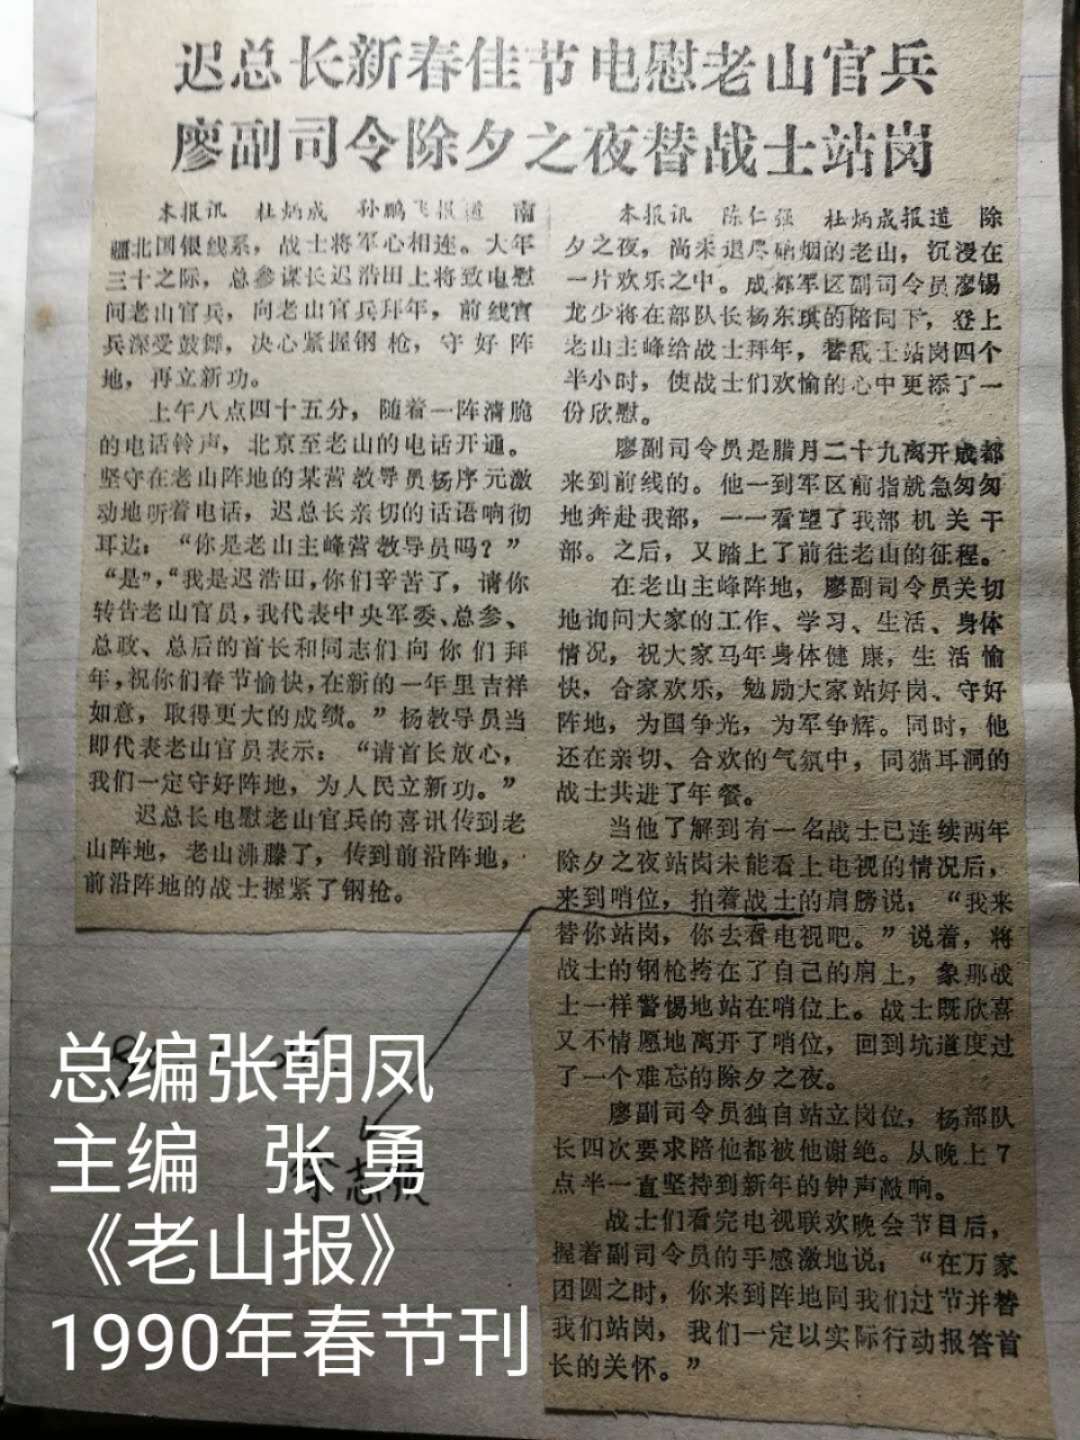 迟总长新春佳节电慰老山官兵
廖副司令除夕之夜替战士站岗
本报讯 杜炳成 孙鹏飞报道 南
疆北国银线系，战士将军心相连。大年
三十之际，总参谋长迟浩田上将致电慰
问老山官兵，向老山官兵拜年，前线官
兵深受鼓舞，决心紧握钢枪，守好阵
地，再立新功。
上午八点四十五分，随着一阵清脆
的电话铃声，北京至老山的电话开通。
坚守在老山阵地的某营教导员杨序元激
动地听着电话，迟总长亲切的话语响彻
耳边：“你是老山主峰营教导员吗？”
“是”，“我是迟浩田，你们辛苦了，请你
转告老山官兵，我代表中央军委、总参、
总政、总后的首长和同志们向你们拜
年，祝你们春节愉快，在新的一年里吉祥
如意，取得更大的成绩。”杨教导员当
即代表老山官兵表示：“请首长放心，
我们一定守好阵地，为人民立新功。”
迟总长电慰老山官兵的喜讯传到老
山阵地，老山沸滕了，传到前沿阵地，
前沿阵地的战士握紧了钢枪。
本报讯 陈仁强 杜炳成报道 除
夕之夜，尚未退尽硝烟的老山，沉浸在
一片欢乐之中。成都军区副司令员廖锡
龙少将在部队长杨东琪的陪同下，登上
老山主峰给战士拜年，替战士站岗四个
半小时，使战士们欢愉的心中更添了一
份欣慰。
廖副司令员是腊月二十九离开成都
来到前线的。他一到军区前指就急匆匆
地奔赴我部，一一看望了我部机关干
部。之后，又踏上了前往老山的征程。
在老山主峰阵地，廖副司令员关切
地询问大家的工作、学习、生活、身体
情况，祝大家马年身体健康，生活愉
快，合家欢乐，勉励大家站好岗、守好
阵地，为国争光，为军争辉。同时，他
还在亲切、合欢的气氛中，同猫耳洞的
战士共进了年餐。
当他了解到有一名战士已连续两年
除夕之夜站岗未能看上电视的情况后，
来到哨位，拍着战士的肩膀说：“我来
替你站岗，你去看电视吧。”说着，将
战士的钢枪挎在了自己的肩上，象那战
士一样警惕地站在哨位上。战士既欣喜
又不情愿地离开了哨位，回到坑道度过
了一个难忘的除夕之夜。
廖副司令员独自站立岗位，杨部队
长四次要求陪他都被他谢绝。从晚上7
点半一直坚持到新年的钟声敲响。
战士们看完电视联欢晚会节目后，
握着副司令员的手感激地说：“在万家
团圆之时，你来到阵地同我们过节并替
我们站岗，我们一定以实际行动报答首
长的关怀。”
总编张朝凤
主编 张勇
《老山报》
1990年春节刊